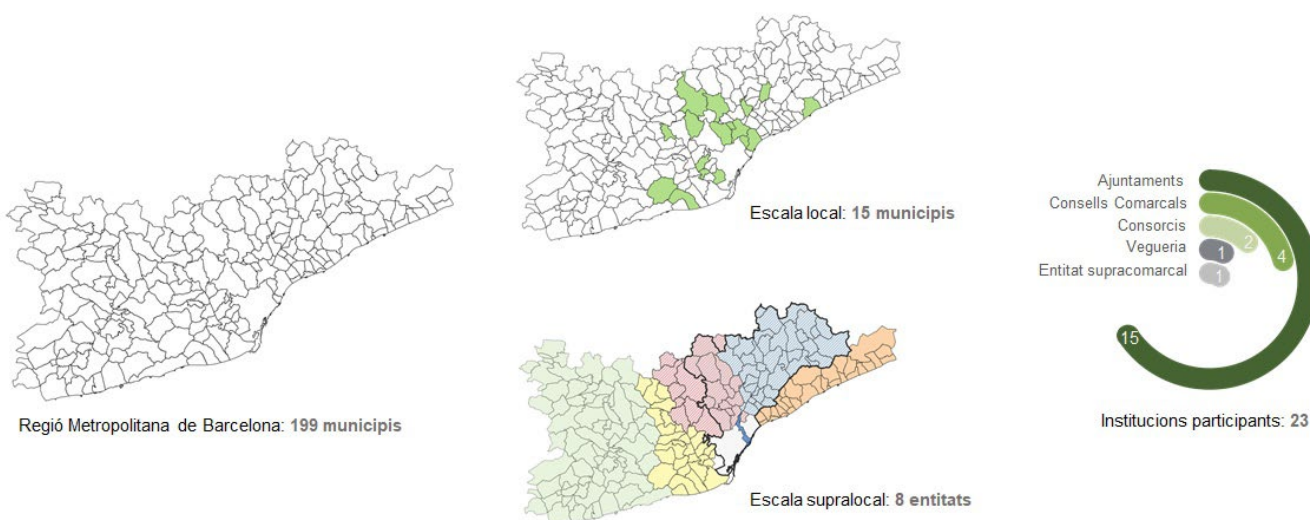 Regió Metropolitana de Barcelona: 199 municipis
Escala local: 15 municipis
Escala supralocal: 8 entitats
Ajuntaments
Consells Comarcals
Consorcis
Vegueria
Entitat supracomarcal
2
4
1
1
15
Institucions participants: 23